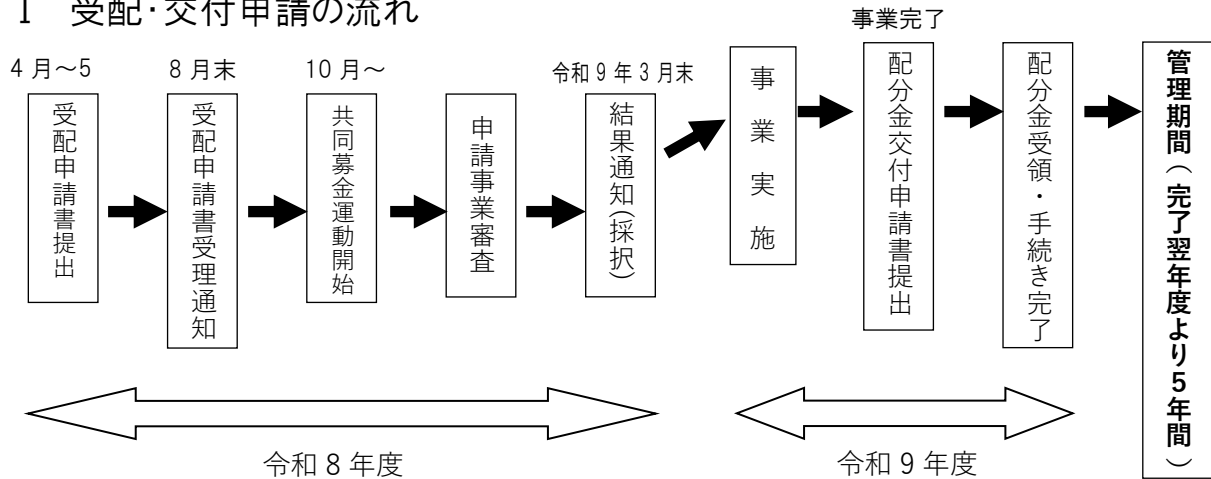 Ⅰ 受配・交付申請の流れ
4月～5
受配申請書提出
8月末
受配申請書受理通知
10月～
共同募金運動開始
申請事業審査
令和9年3月末
結果通知(採択)
事業実施
事業完了
配分金交付申請書提出
配分金受領・手続き完了
管理期間(完了翌年度より5年間)
令和8年度
令和9年度